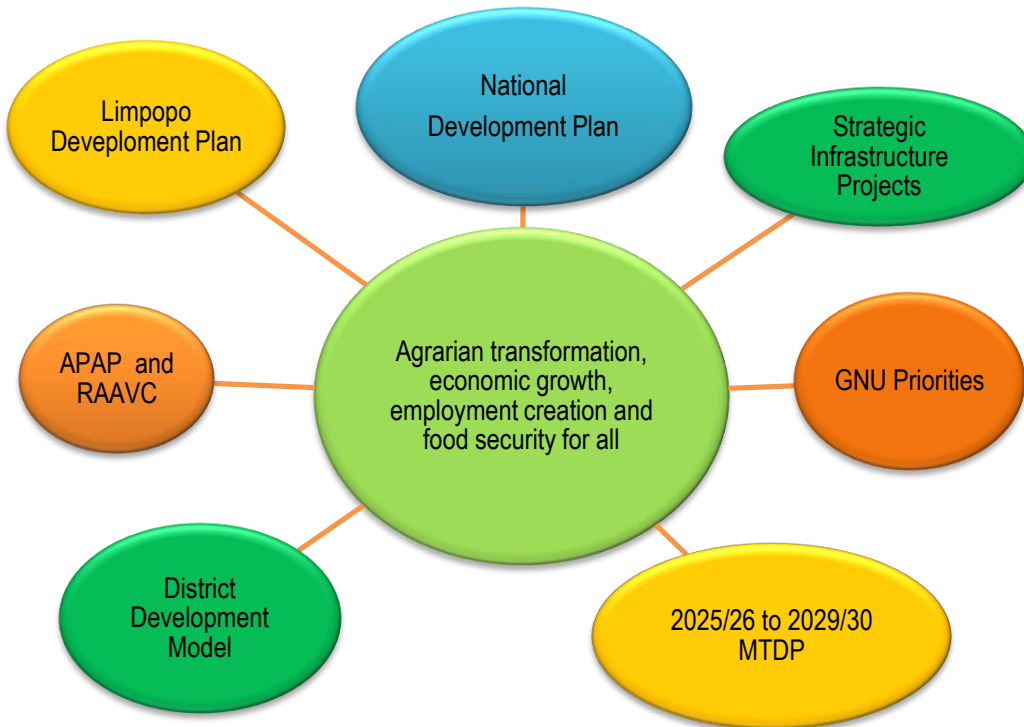 Limpopo
Deveploment Plan
National
Development Plan
Strategic
Infrastructure
Projects
APAP and
RAAVC
Agrarian transformation,
economic growth,
employment creation and
food security for all
GNU Priorities
District
Development
Model
2025/26 to 2029/30
MTDP